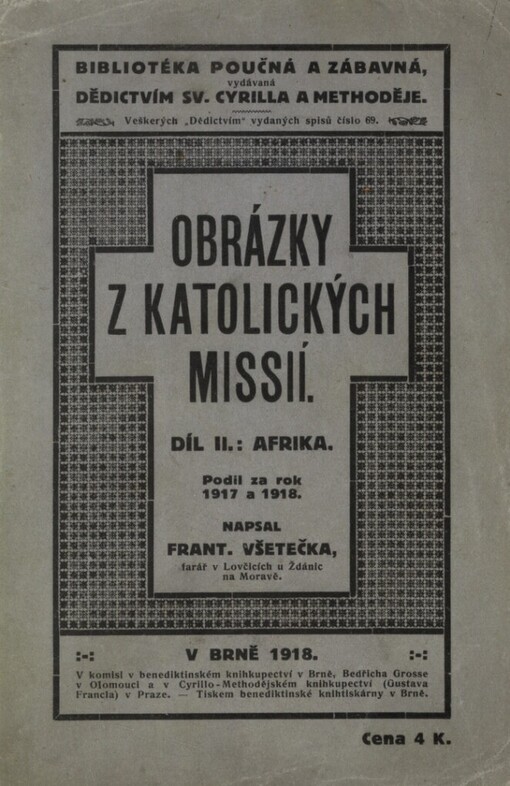 BIBLIOTÉKA POUČNÁ A ZÁBAVNÁ,
vydávaná
DĚDICTVÍM SV. CYRILLA A METHODĚJE.
Veškerých „Dědictvím" vydaných spisů číslo 69.
OBRÁZKY
Z KATOLICKÝCH
MISSIÍ.
DÍL II.: AFRIKA.
Podíl za rok
1917 a 1918.
NAPSAL
FRANT. VŠETEČKA,
farář v Lovčicích u Ždánic
na Moravě.
:-: V BRNĚ 1918. :-:
V komisi v benediktinském knihkupectví v Brně, Bedřicha Grosse
v Olomouci a v Cyrillo-Methodějském knihkupectví (Gustava
Francla) v Praze. — Tiskem benediktinské knihtiskárny v Brně.
Cena 4 K.